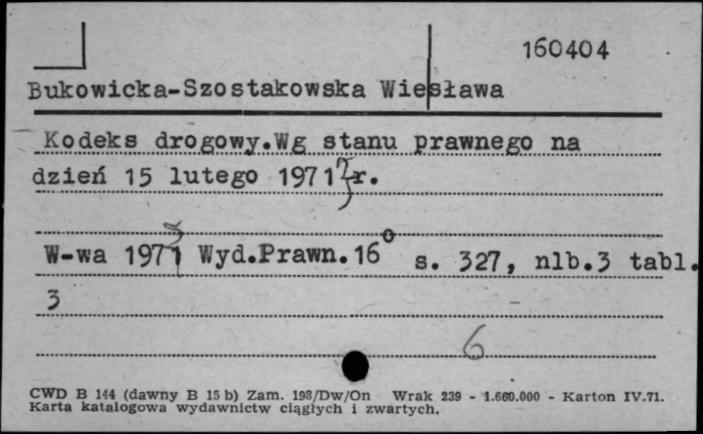 160404
Bukowicka-Szostakowska Wiesława
Kodeks drogowy.Wg stanu prawnego na
dzień 15 lutego 1971 r.
W-wa 1971 Wyd.Prawn.16° s. 327, nlb.3 tabl.
3
6
CWD B 144 (dawny B 15 b) Zam. 198/Dw/On Wrak 239 - 1.660.000 - Karton IV.71.
Karta katalogowa wydawnictw ciągłych i zwartych.